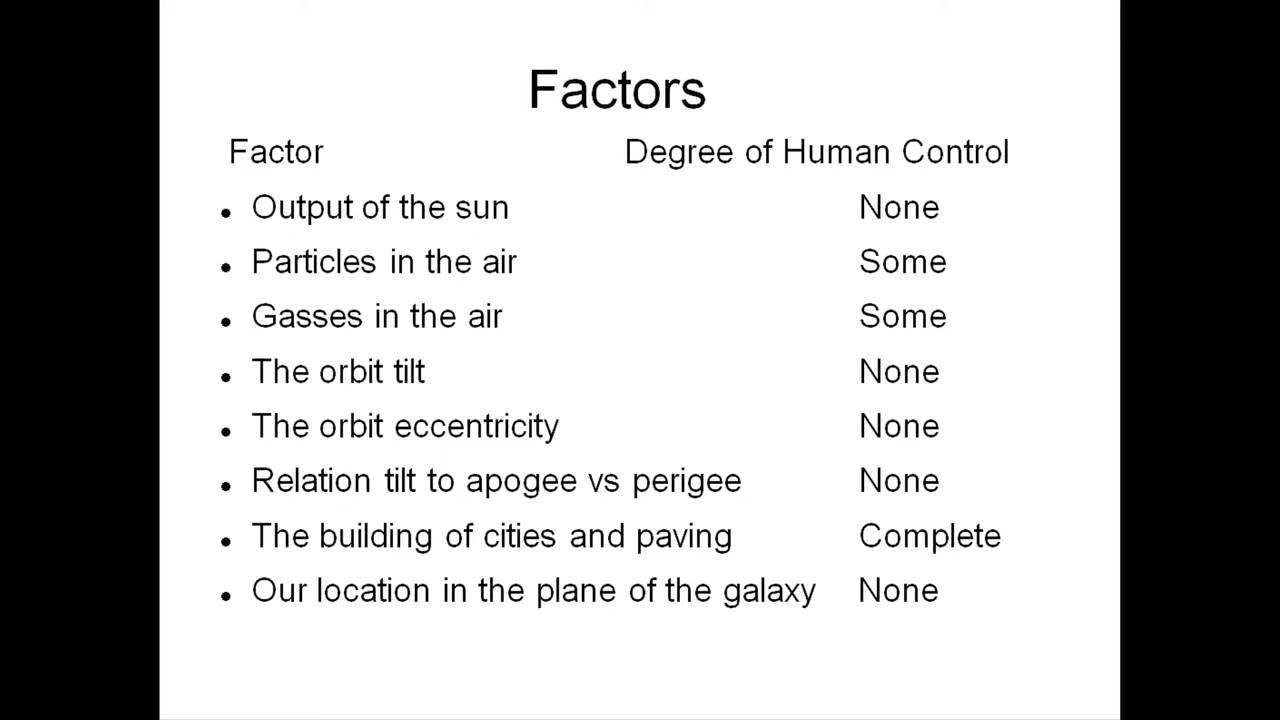 Factors
Factor Degree of Human Control
• Output of the sun None
• Particles in the air Some
• Gasses in the air Some
• The orbit tilt None
• The orbit eccentricity None
• Relation tilt to apogee vs perigee None
• The building of cities and paving Complete
• Our location in the plane of the galaxy None